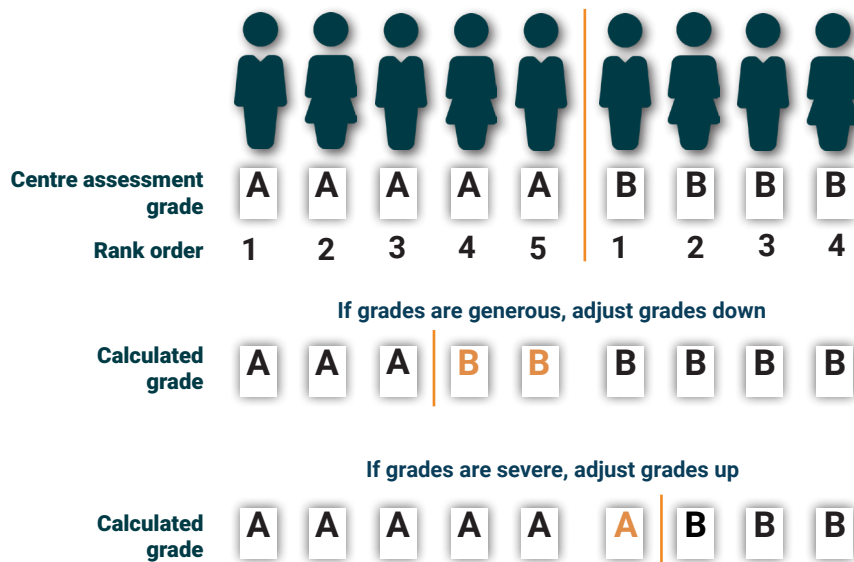 Centre assessment
grade
A A A A A B B B B
Rank order
1 2 3 4 5 1 2 3 4
If grades are generous, adjust grades down
Calculated
grade
A A A B B B B B B
If grades are severe, adjust grades up
Calculated
grade
A A A A A A B B B